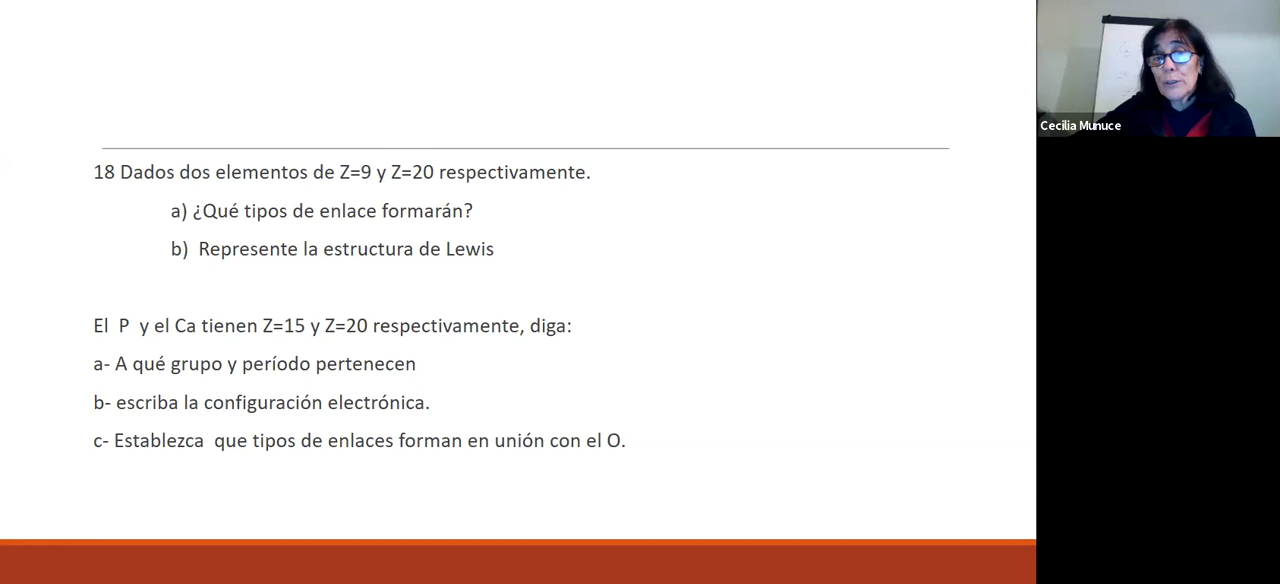 18 Dados dos elementos de Z=9 y Z=20 respectivamente.
a) ¿Qué tipos de enlace formarán?
b) Represente la estructura de Lewis
El P y el Ca tienen Z=15 y Z=20 respectivamente, diga:
a- A qué grupo y período pertenecen
b- escriba la configuración electrónica.
c- Establezca que tipos de enlaces forman en unión con el O.
Cecilia Munuce